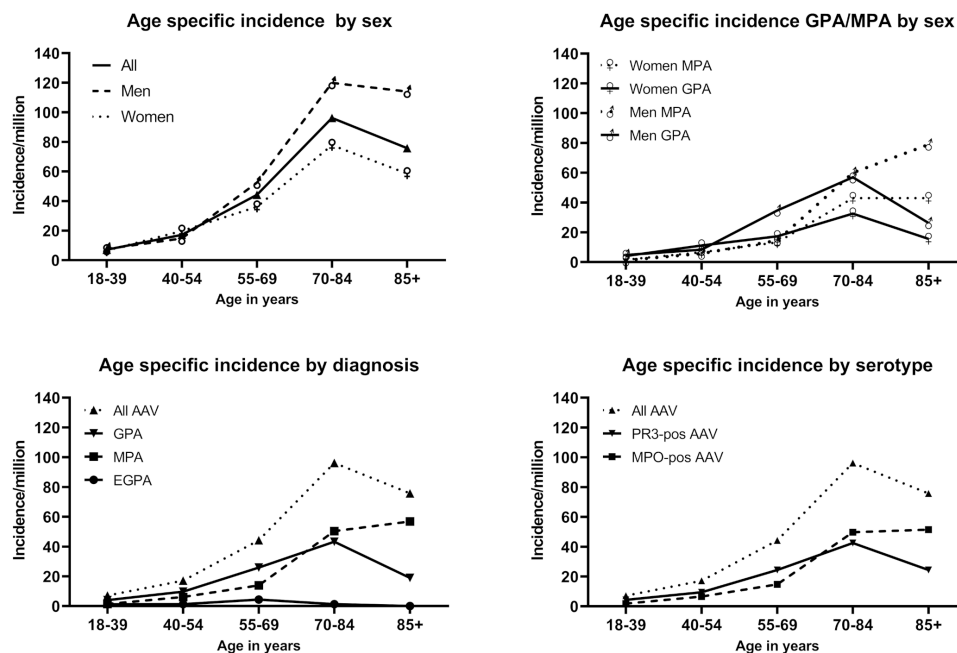 Age specific incidence by sex
Incidence/million
140
120
100
80
60
40
20
0
All
Men
Women
18-39 40-54 55-69 70-84 85+
Age in years
Age specific incidence GPA/MPA by sex
Incidence/million
140
120
100
80
60
40
20
0
Women MPA
Women GPA
Men MPA
Men GPA
18-39 40-54 55-69 70-84 85+
Age in years
Age specific incidence by diagnosis
Incidence/million
140
120
100
80
60
40
20
0
All AAV
GPA
MPA
EGPA
18-39 40-54 55-69 70-84 85+
Age in years
Age specific incidence by serotype
Incidence/million
140
120
100
80
60
40
20
0
All AAV
PR3-pos AAV
MPO-pos AAV
18-39 40-54 55-69 70-84 85+
Age in years